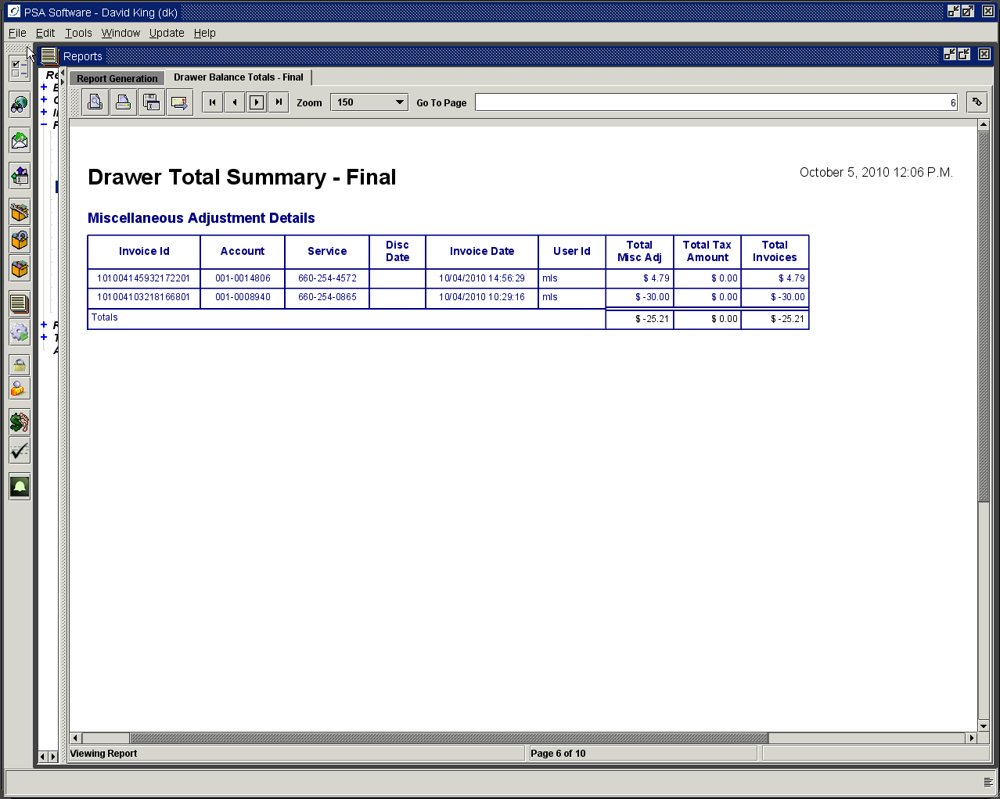 PSA Software - David King (dk)
File Edit Tools Window Update Help
Reports
Report Generation Drawer Balance Totals - Final
Zoom 150 Go To Page 6
Drawer Total Summary - Final
October 5, 2010 12:06 P.M.
Miscellaneous Adjustment Details
Invoice Id Account Service Disc Date Invoice Date User Id Total Misc Adj Total Tax Amount Total Invoices
101004145932172201 001-0014806 660-254-4572 10/04/2010 14:56:29 mls $ 4.79 $ 0.00 $ 4.79
101004103218166801 001-0008940 660-254-0865 10/04/2010 10:29:16 mls $ -30.00 $ 0.00 $ -30.00
Totals $ -25.21 $ 0.00 $ -25.21
Viewing Report Page 6 of 10